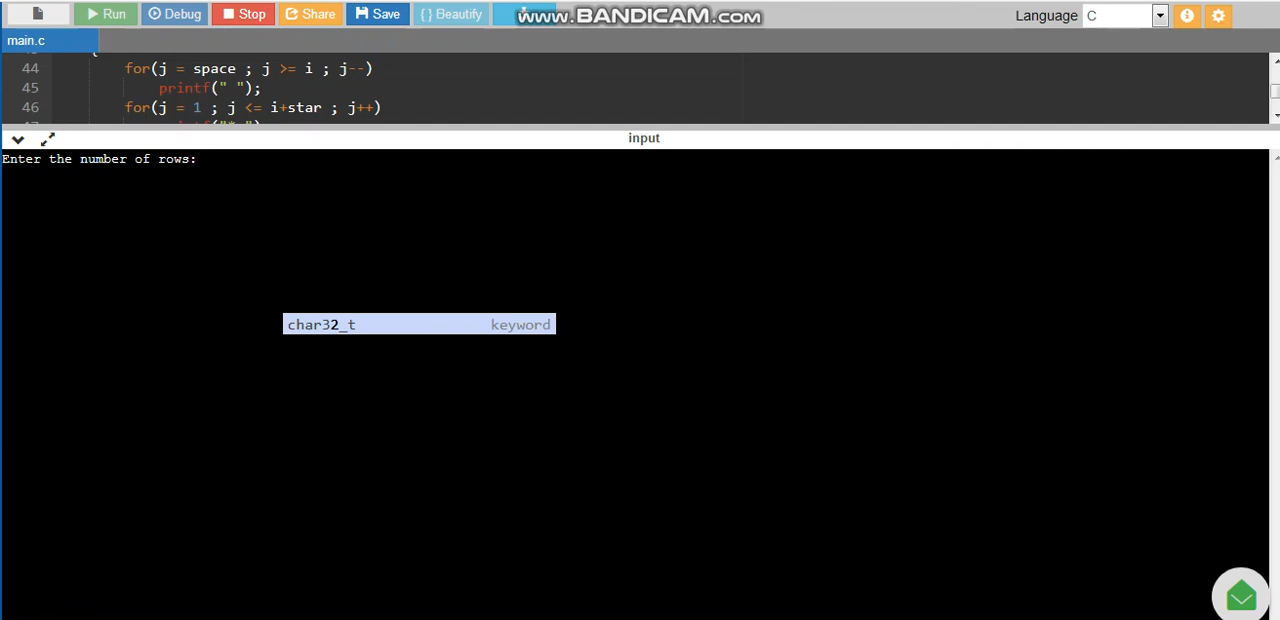 Run Debug Stop Share Save { } Beautify www.BANDICAM.com Language C
main.c
44 for(j = space ; j >= i ; j--)
45 printf(" ");
46 for(j = 1 ; j <= i+star ; j++)
input
Enter the number of rows:
char32_t keyword